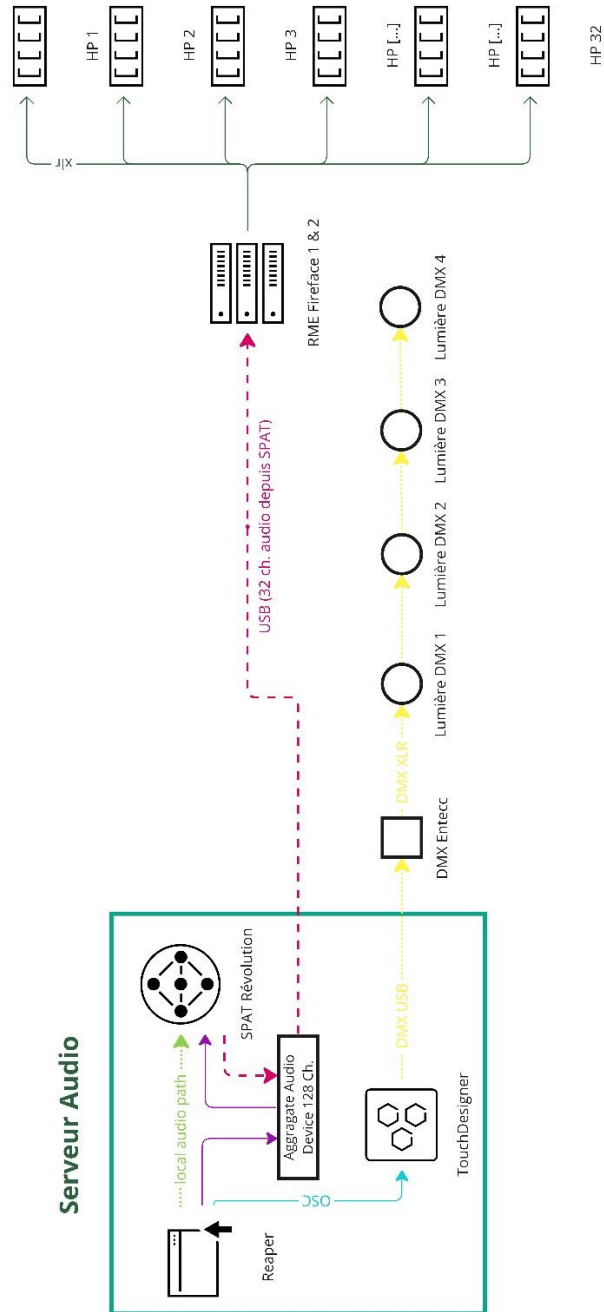 Serveur Audio
Reaper
local audio path
SPAT Révolution
Aggragate Audio
Device 128 Ch.
OSC
TouchDesigner
USB (32 ch. audio depuis SPAT)
RME Fireface 1 & 2
xlr
HP 1
HP 2
HP 3
HP [...]
HP [...]
HP 32
DMX USB
DMX Entecc
DMX XLR
Lumière DMX 1
Lumière DMX 2
Lumière DMX 3
Lumière DMX 4